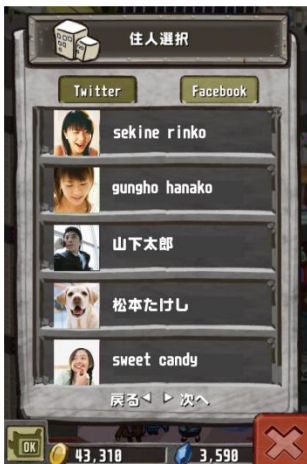 住人選択
Twitter Facebook
sekine rinko
gungho hanako
山下太郎
松本たけし
sweet candy
戻る◀ ▶次へ
OK 43,310 3,590